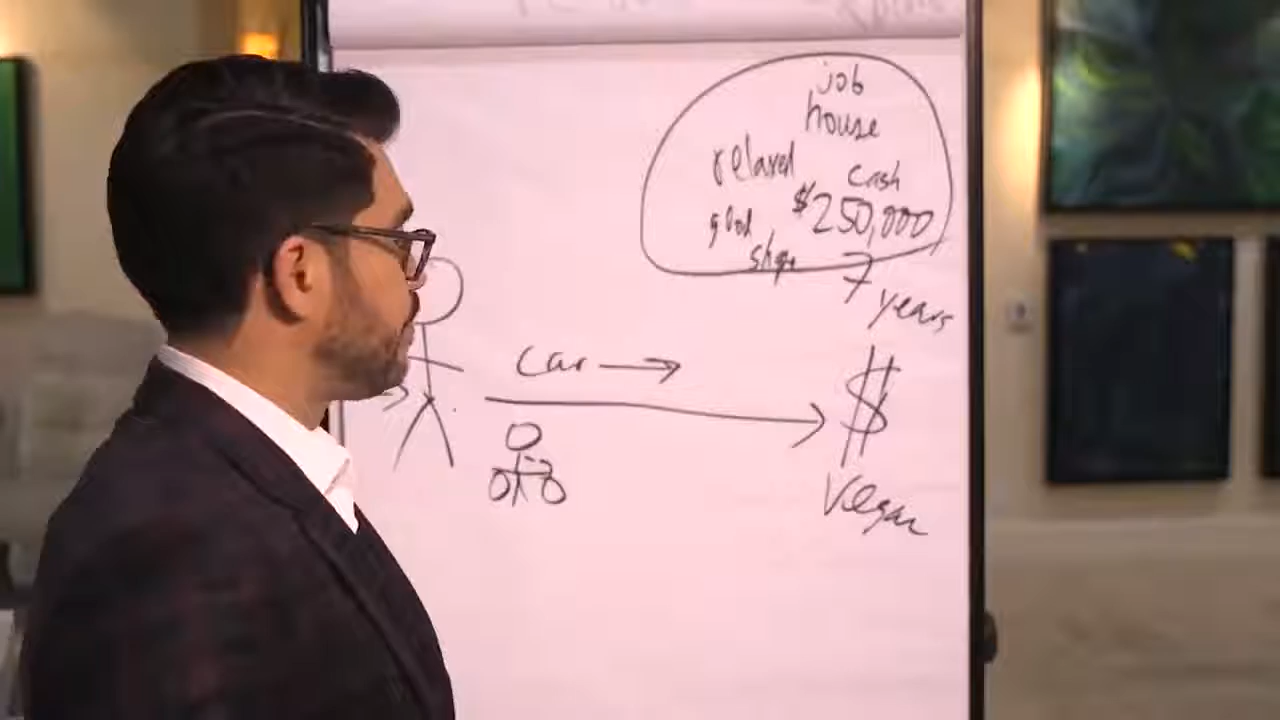 job
house
relaxed
cash
good
$250,000
shape
7
years
car
$
vegan